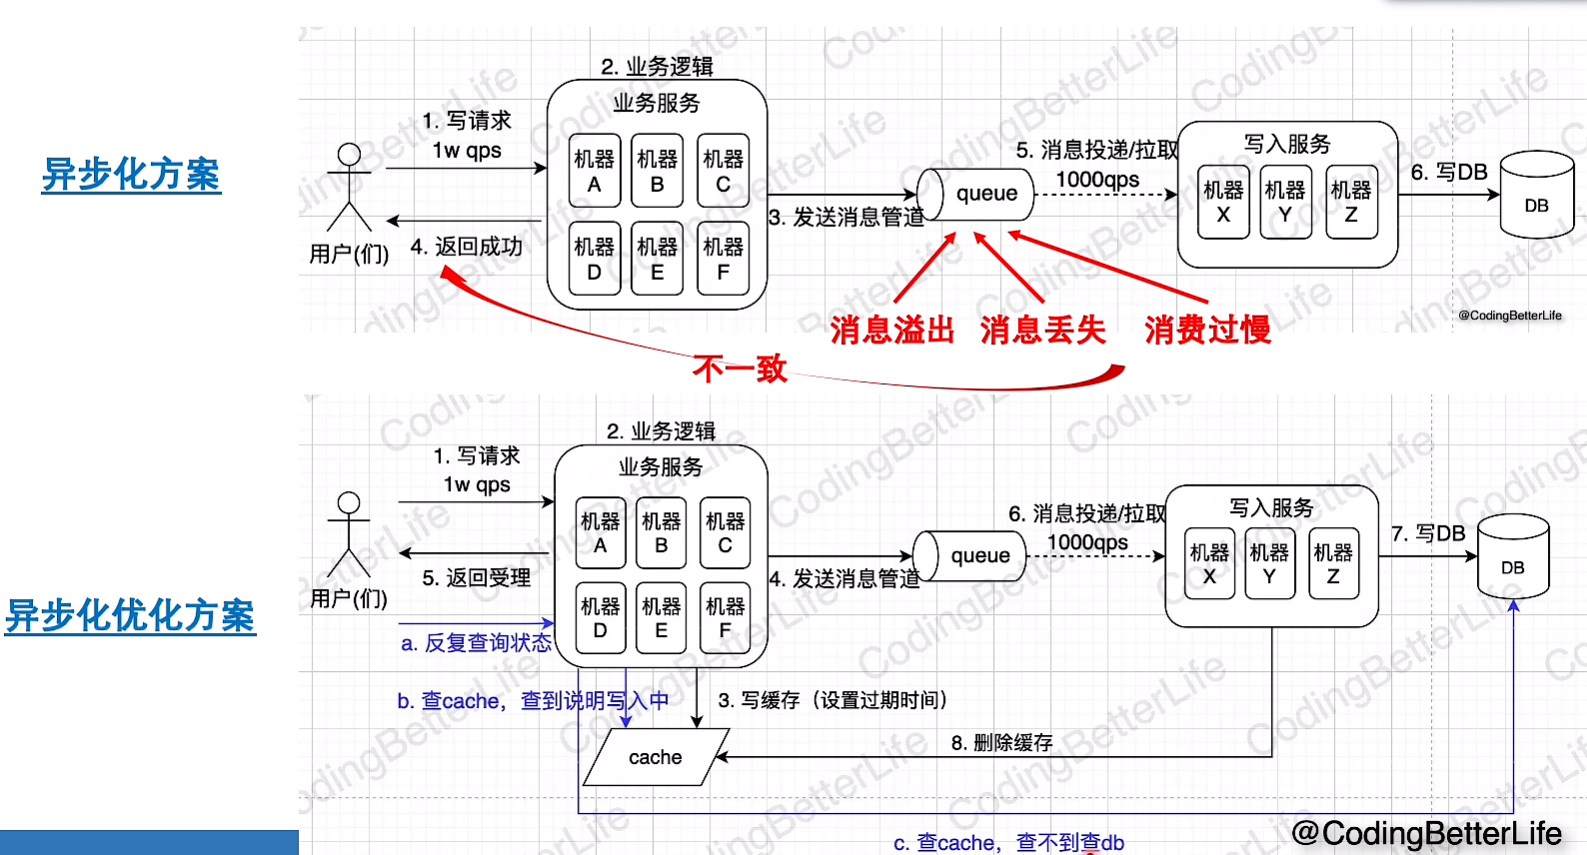 异步化方案
2. 业务逻辑
业务服务
1. 写请求
1w qps
机器
A
机器
B
机器
C
机器
D
机器
E
机器
F
4. 返回成功
用户(们)
3. 发送消息管道
queue
5. 消息投递/拉取
1000qps
写入服务
机器
X
机器
Y
机器
Z
6. 写DB
DB
消息溢出
消息丢失
消费过慢
不一致
@CodingBetterLife
异步化优化方案
2. 业务逻辑
业务服务
1. 写请求
1w qps
机器
A
机器
B
机器
C
机器
D
机器
E
机器
F
5. 返回受理
用户(们)
a. 反复查询状态
4. 发送消息管道
queue
6. 消息投递/拉取
1000qps
写入服务
机器
X
机器
Y
机器
Z
7. 写DB
DB
b. 查cache，查到说明写入中
3. 写缓存（设置过期时间）
cache
8. 删除缓存
c. 查cache，查不到查db
@CodingBetterLife